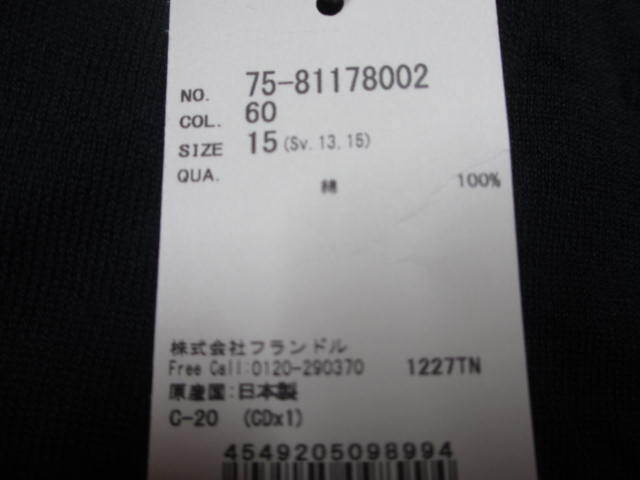 NO. 75-81178002
COL. 60
SIZE 15(Sv.13,15)
QUA.
綿 100%
株式会社フランドル
Free Call:0120-290370 1227TN
原産国:日本製
C-20 (CDx1)
4549205098994